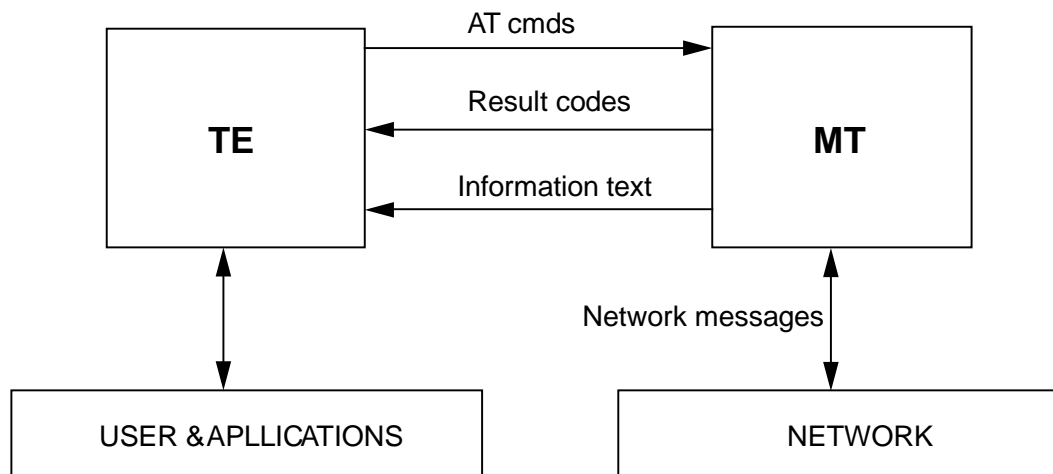 AT cmds
Result codes
TE
MT
Information text
Network messages
USER & APLLICATIONS
NETWORK